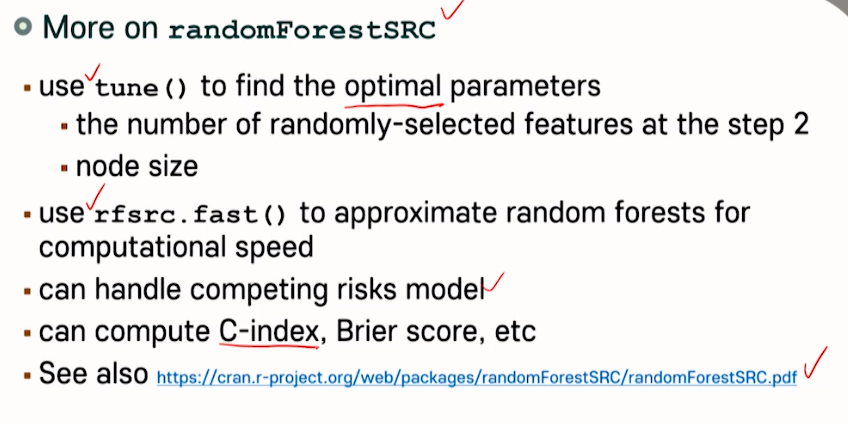 More on randomForestSRC
use tune() to find the optimal parameters
the number of randomly-selected features at the step 2
node size
use rfsrc.fast() to approximate random forests for
computational speed
can handle competing risks model
can compute C-index, Brier score, etc
See also https://cran.r-project.org/web/packages/randomForestSRC/randomForestSRC.pdf